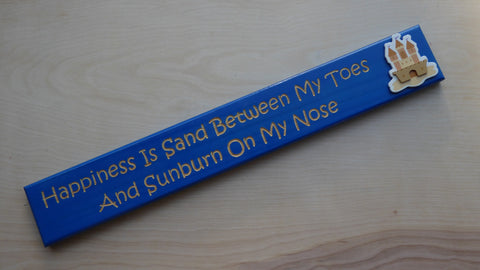 Happiness Is Sand Between My Toes
And Sunburn On My Nose